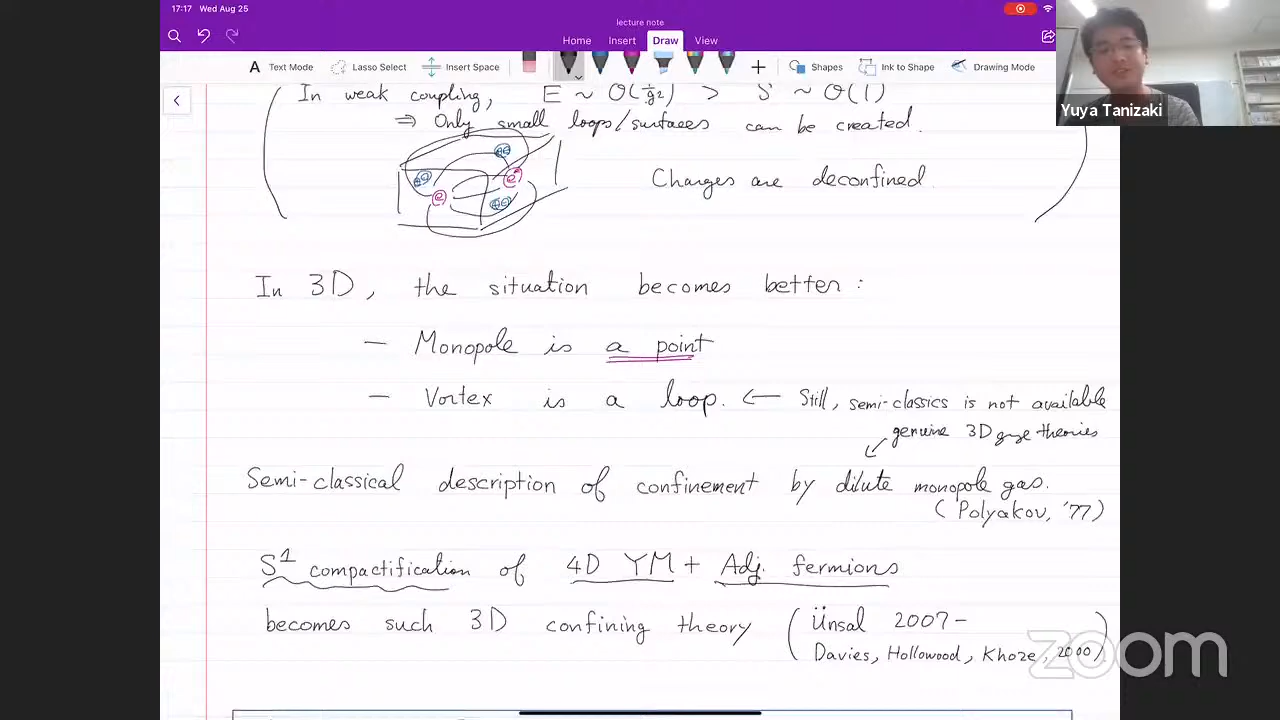 17:17 Wed Aug 25
lecture note
Home Insert Draw View
Text Mode Lasso Select Insert Space Shapes Ink to Shape Drawing Mode
Yuya Tanizaki
In weak coupling, E ~ O(1/g²) > S ~ O(1)
⇒ Only small loops/surfaces can be created.
Charges are deconfined.
In 3D, the situation becomes better:
— Monopole is a point
— Vortex is a loop. ← Still, semi-classics is not available
genuine 3D gauge theories
Semi-classical description of confinement by dilute monopole gas.
(Polyakov, '77)
S¹ compactification of 4D YM + Adj. fermions
becomes such 3D confining theory (Ünsal 2007-
Davies, Hollowood, Khoze, 2000)
zoom